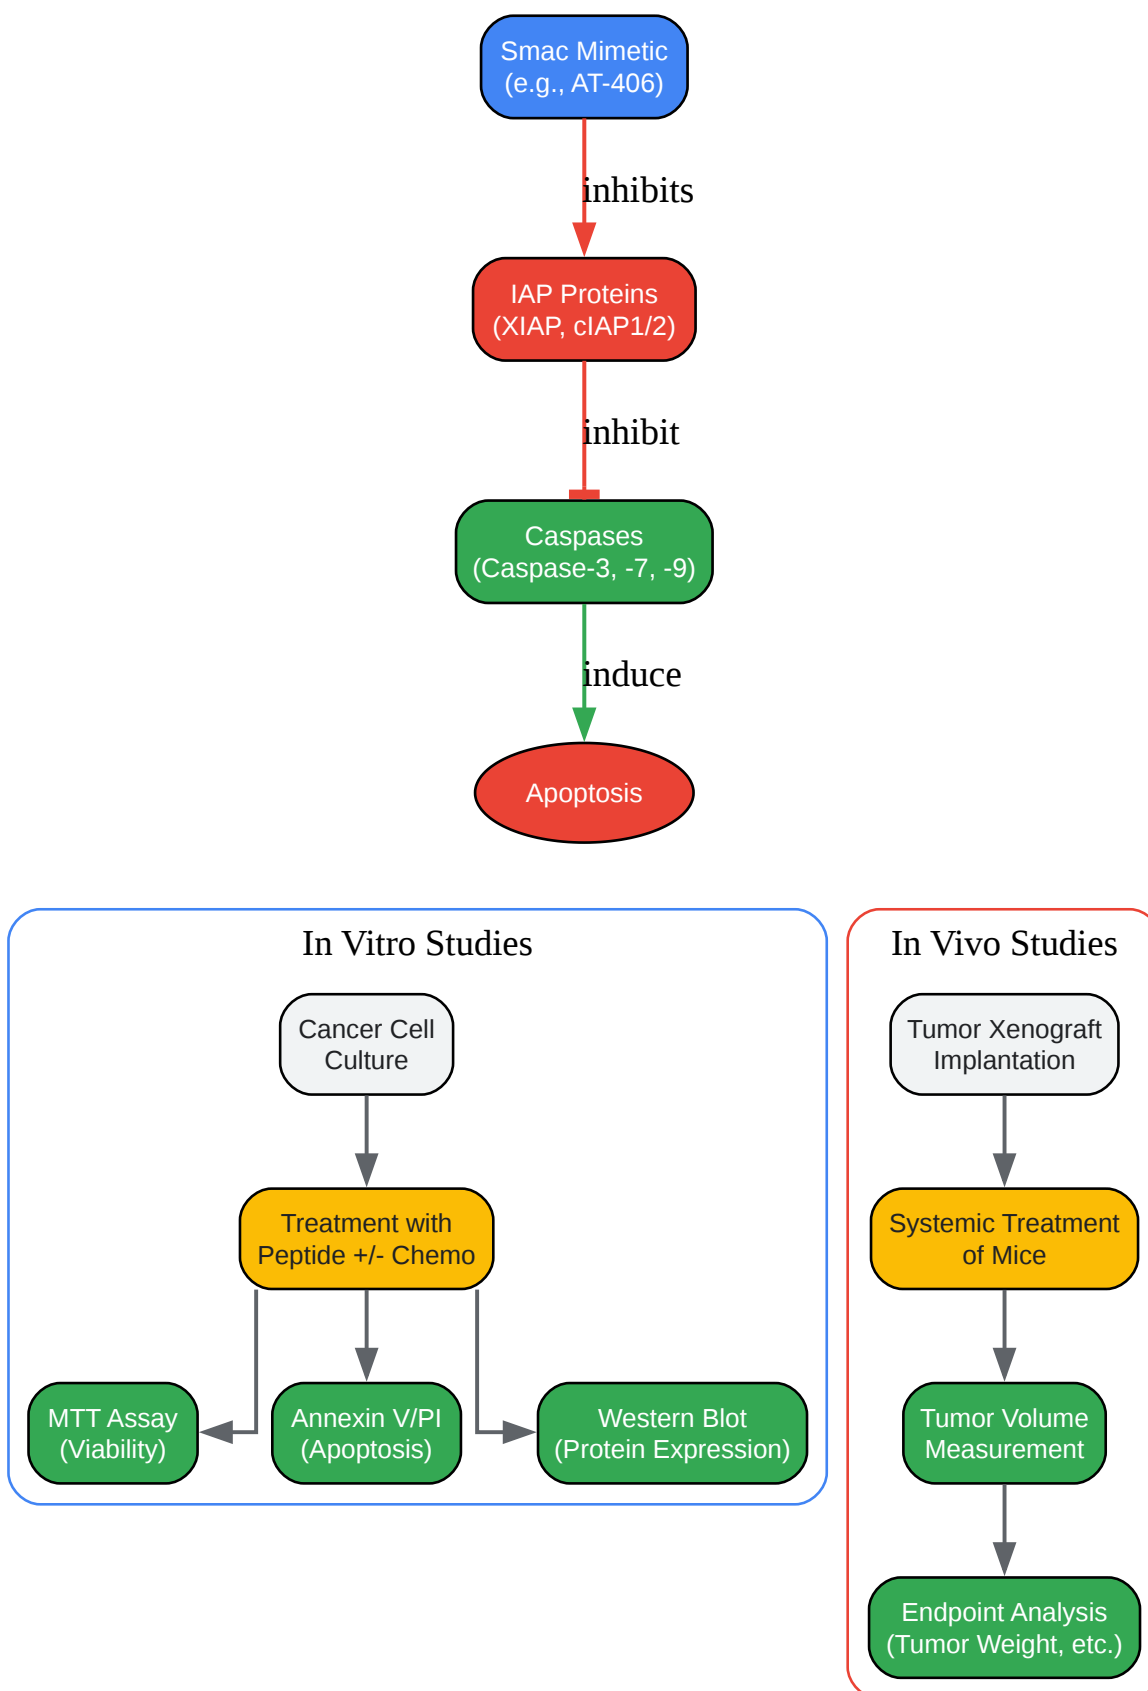 Smac Mimetic
(e.g., AT-406)
inhibits
IAP Proteins
(XIAP, cIAP1/2)
inhibit
Caspases
(Caspase-3, -7, -9)
induce
Apoptosis
In Vitro Studies
Cancer Cell
Culture
Treatment with
Peptide +/- Chemo
MTT Assay
(Viability)
Annexin V/PI
(Apoptosis)
Western Blot
(Protein Expression)
In Vivo Studies
Tumor Xenograft
Implantation
Systemic Treatment
of Mice
Tumor Volume
Measurement
Endpoint Analysis
(Tumor Weight, etc.)